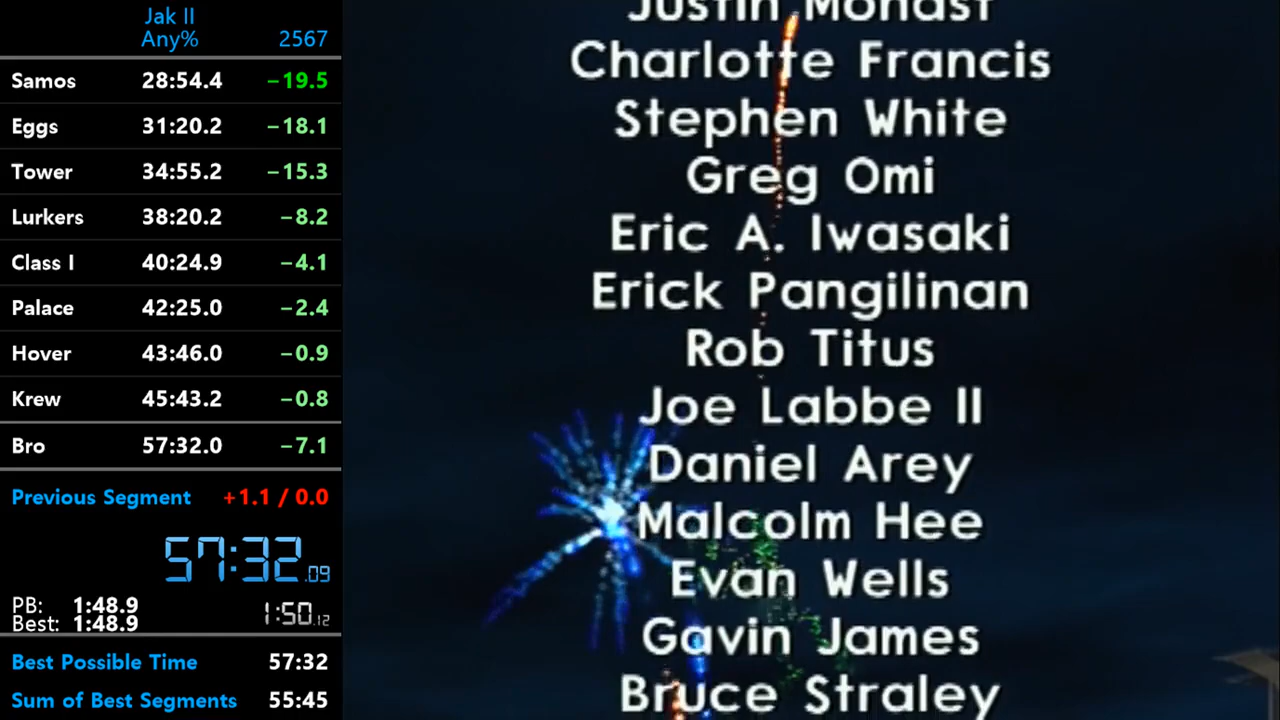 Jak II
Any% 2567
Samos 28:54.4 −19.5
Eggs 31:20.2 −18.1
Tower 34:55.2 −15.3
Lurkers 38:20.2 −8.2
Class I 40:24.9 −4.1
Palace 42:25.0 −2.4
Hover 43:46.0 −0.9
Krew 45:43.2 −0.8
Bro 57:32.0 −7.1
Previous Segment +1.1 / 0.0
57:32.09
PB: 1:48.9
Best: 1:48.9
1:50.12
Best Possible Time 57:32
Sum of Best Segments 55:45
Justin Monast
Charlotte Francis
Stephen White
Greg Omi
Eric A. Iwasaki
Erick Pangilinan
Rob Titus
Joe Labbe II
Daniel Arey
Malcolm Hee
Evan Wells
Gavin James
Bruce Straley